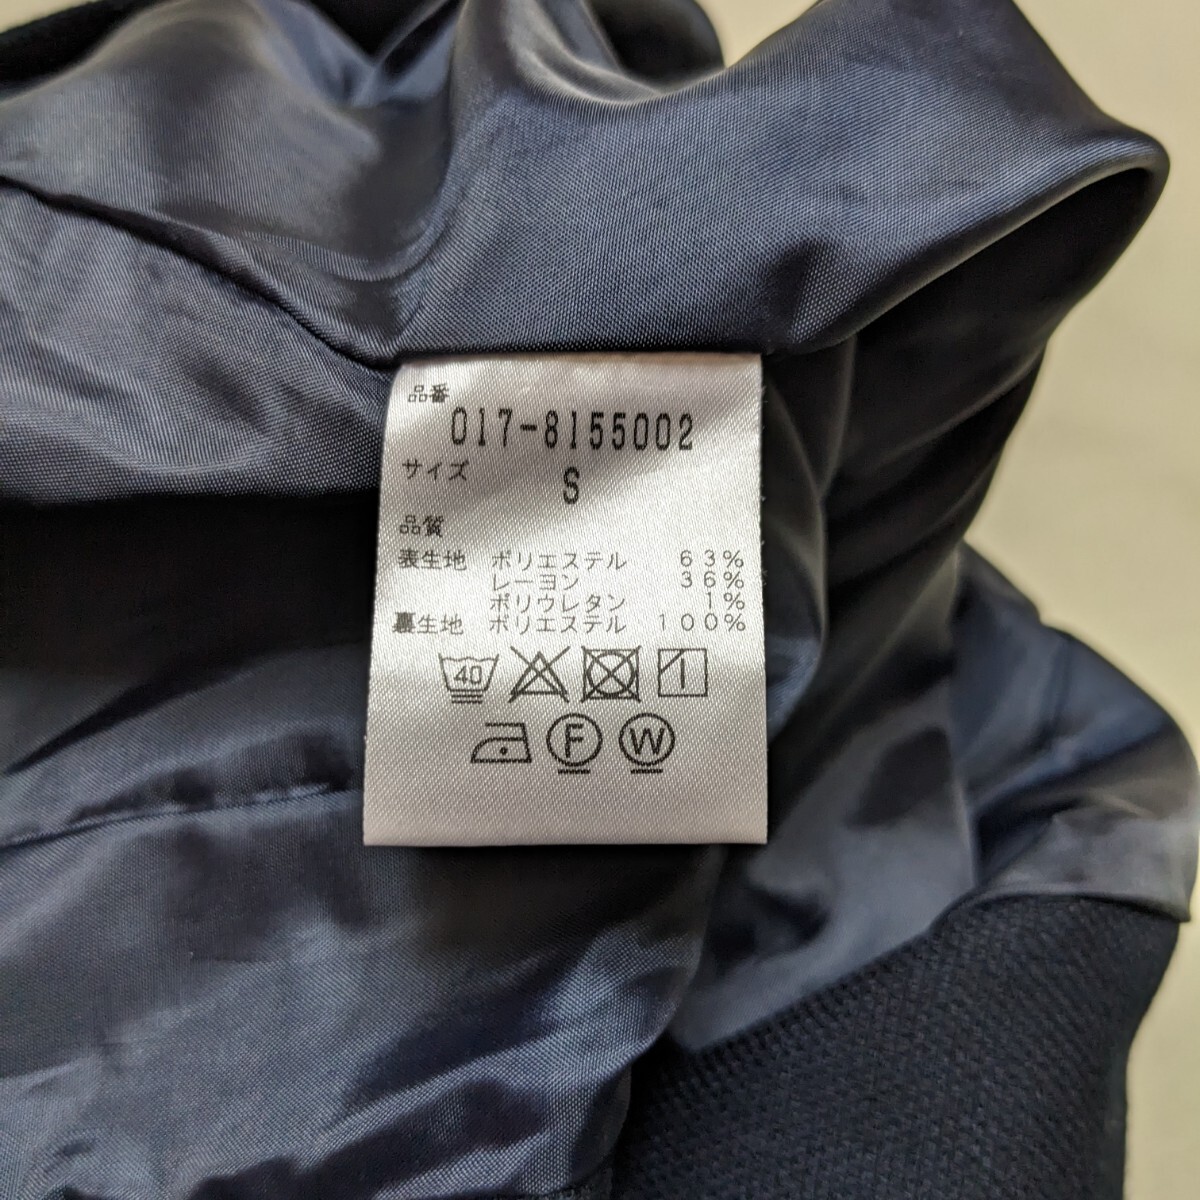 品番
017-8155002
サイズ
S
品質
表生地 ポリエステル 63%
レーヨン 36%
ポリウレタン 1%
裏生地 ポリエステル 100%
40
F W